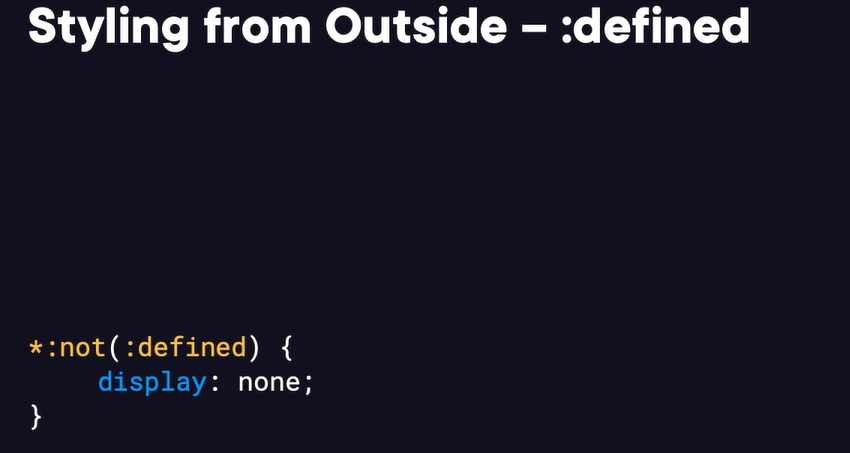 Styling from Outside – :defined
*:not(:defined) {
    display: none;
}